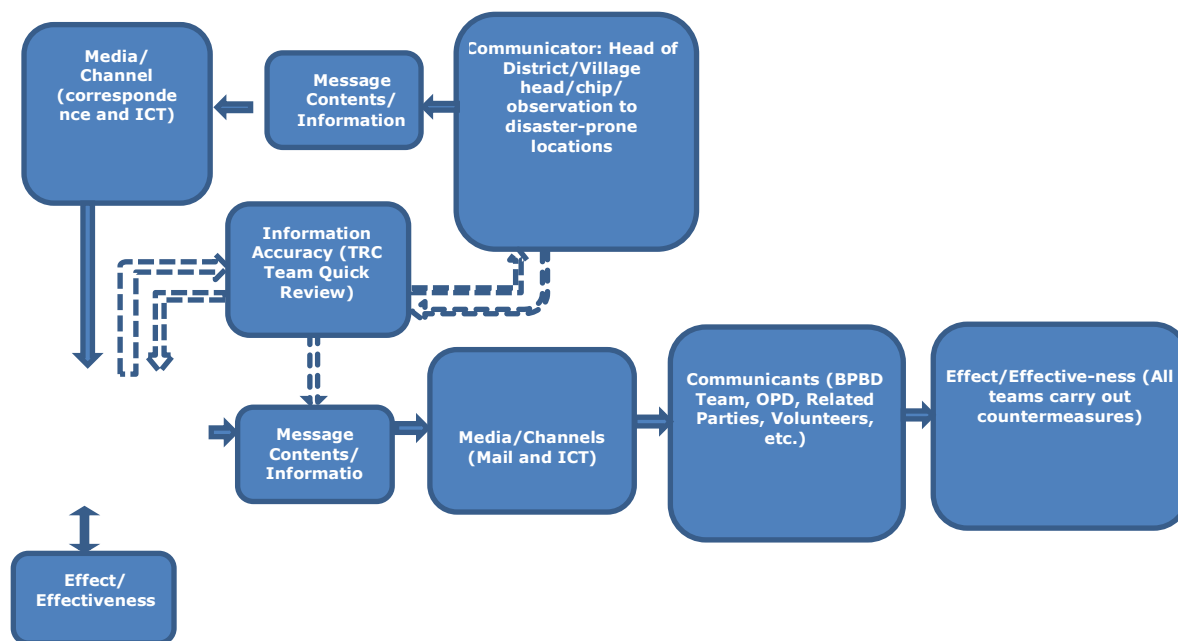 Media/
Channel
(corresponde
nce and ICT)
Message
Contents/
Information
Communicator: Head of
District/Village
head/chip/
observation to
disaster-prone
locations
Information
Accuracy (TRC
Team Quick
Review)
Message
Contents/
Informatio
Media/Channels
(Mail and ICT)
Communicants (BPBD
Team, OPD, Related
Parties, Volunteers,
etc.)
Effect/Effective-ness (All
teams carry out
countermeasures)
Effect/
Effectiveness